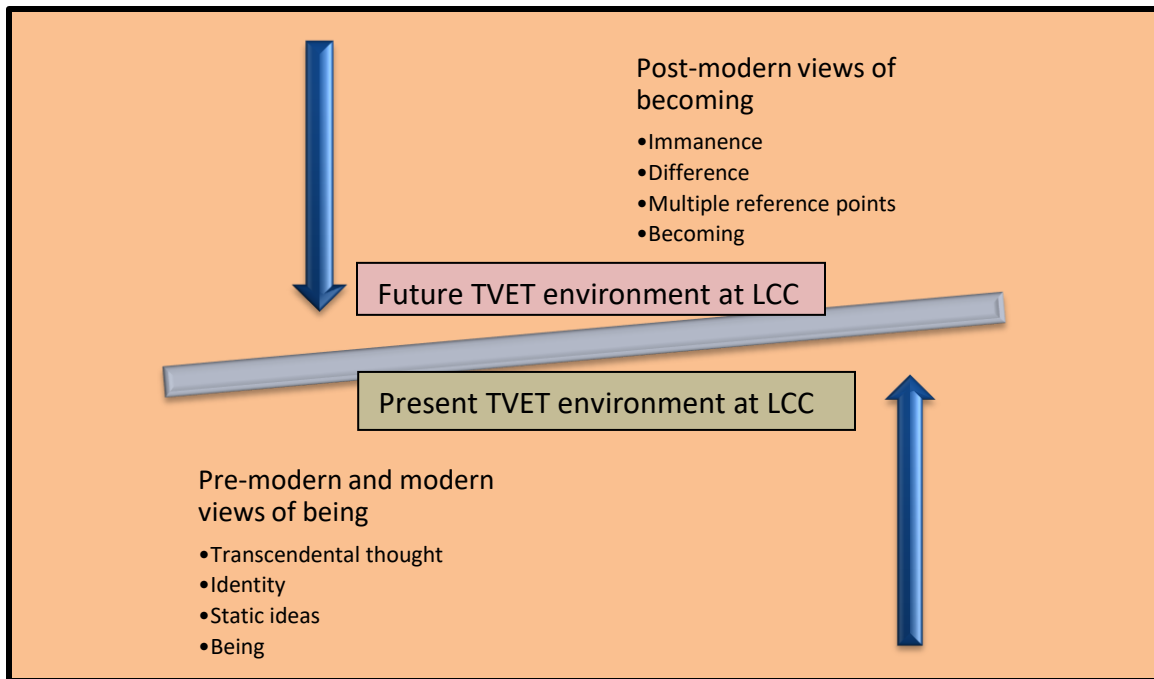 Post-modern views of
becoming
•Immanence
•Difference
•Multiple reference points
•Becoming
Future TVET environment at LCC
Present TVET environment at LCC
Pre-modern and modern
views of being
•Transcendental thought
•Identity
•Static ideas
•Being